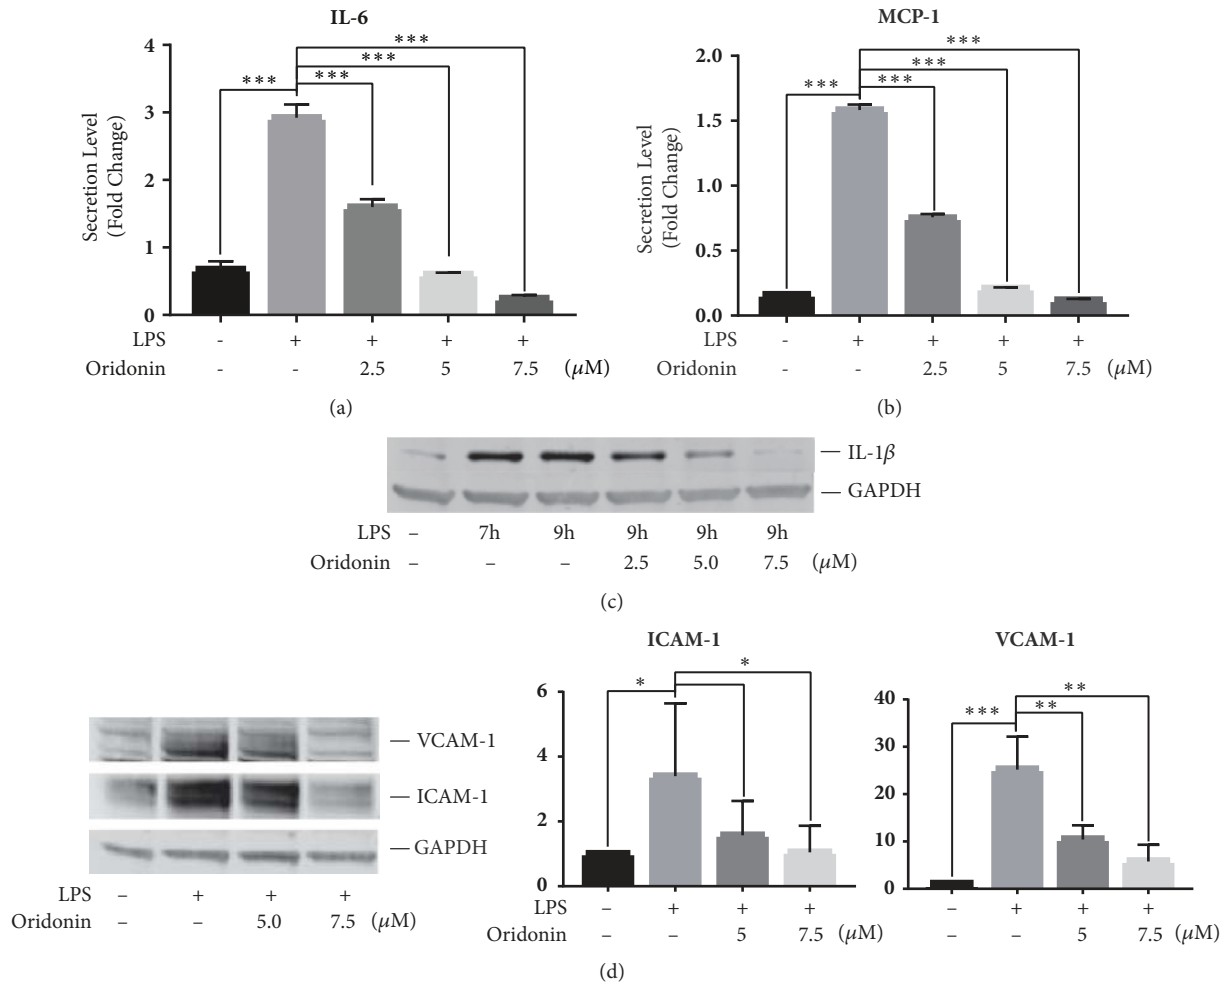 IL-6
4
3
2
1
0
Secretion Level
(Fold Change)
***
***
***
***
LPS - + + + +
Oridonin - - 2.5 5 7.5 (μM)
(a)
MCP-1
2.0
1.5
1.0
0.5
0.0
Secretion Level
(Fold Change)
***
***
***
***
LPS - + + + +
Oridonin - - 2.5 5 7.5 (μM)
(b)
IL-1β
GAPDH
LPS – 7h 9h 9h 9h 9h
Oridonin – – – 2.5 5.0 7.5 (μM)
(c)
VCAM-1
ICAM-1
GAPDH
LPS – + + +
Oridonin – – 5.0 7.5 (μM)
ICAM-1
6
4
2
0
*
*
LPS – + + +
Oridonin – – 5 7.5 (μM)
VCAM-1
40
30
20
10
0
**
***
**
– + + +
– – 5 7.5 (μM)
(d)